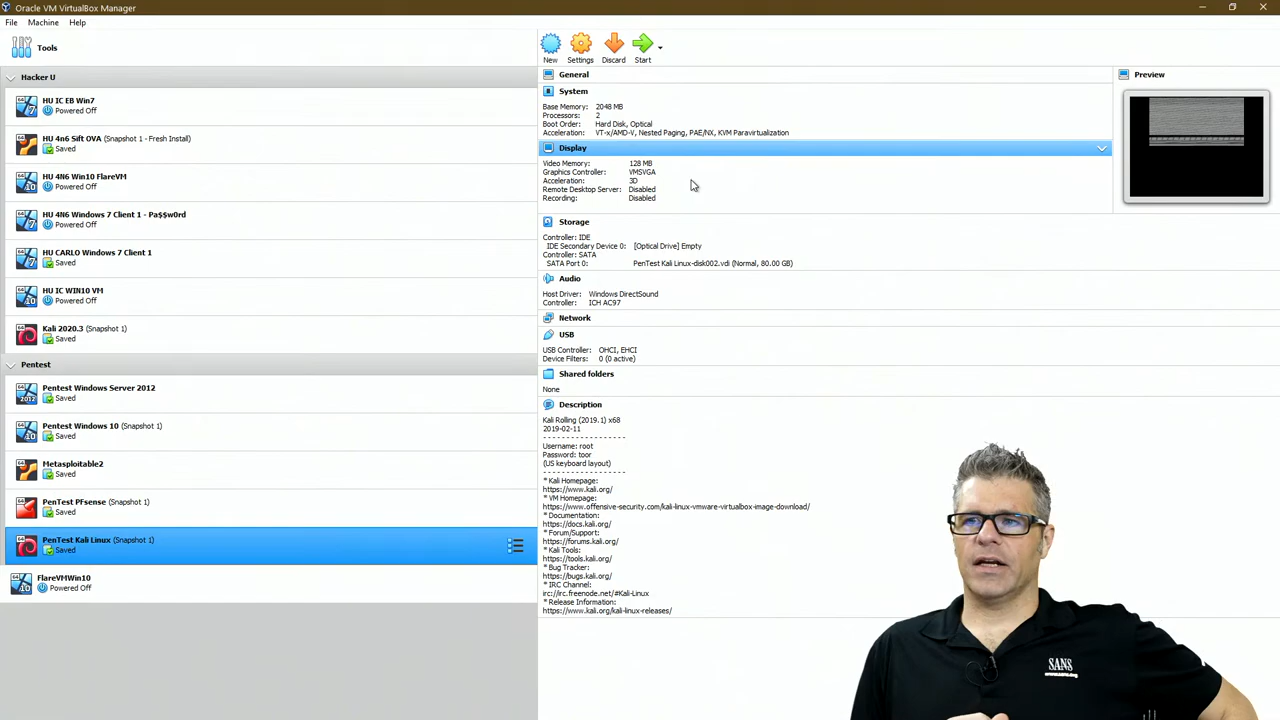 Oracle VM VirtualBox Manager
File Machine Help
Tools
Hacker U
HU IC EB Win7
Powered Off
HU 4n6 Sift OVA (Snapshot 1 - Fresh Install)
Saved
HU 4N6 Win10 FlareVM
Powered Off
HU 4N6 Windows 7 Client 1 - Pa$$w0rd
Powered Off
HU CARLO Windows 7 Client 1
Saved
HU IC WIN10 VM
Powered Off
Kali 2020.3 (Snapshot 1)
Saved
Pentest
Pentest Windows Server 2012
Saved
Pentest Windows 10 (Snapshot 1)
Saved
Metasploitable2
Saved
PenTest PFsense (Snapshot 1)
Saved
PenTest Kali Linux (Snapshot 1)
Saved
FlareVMWin10
Powered Off
New Settings Discard Start
General
System
Base Memory: 2048 MB
Processors: 2
Boot Order: Hard Disk, Optical
Acceleration: VT-x/AMD-V, Nested Paging, PAE/NX, KVM Paravirtualization
Display
Video Memory: 128 MB
Graphics Controller: VMSVGA
Acceleration: 3D
Remote Desktop Server: Disabled
Recording: Disabled
Storage
Controller: IDE
IDE Secondary Device 0: [Optical Drive] Empty
Controller: SATA
SATA Port 0: PenTest Kali Linux-disk002.vdi (Normal, 80.00 GB)
Audio
Host Driver: Windows DirectSound
Controller: ICH AC97
Network
USB
USB Controller: OHCI, EHCI
Device Filters: 0 (0 active)
Shared folders
None
Description
Kali Rolling (2019.1) x68
2019-02-11
- - - - - - - - - - - - - - - - - -
Username: root
Password: toor
(US keyboard layout)
- - - - - - - - - - - - - - - - - -
* Kali Homepage:
https://www.kali.org/
* VM Homepage:
https://www.offensive-security.com/kali-linux-vmware-virtualbox-image-download/
* Documentation:
https://docs.kali.org/
* Forum/Support:
https://forums.kali.org/
* Kali Tools:
https://tools.kali.org/
* Bug Tracker:
https://bugs.kali.org/
* IRC Channel:
irc://irc.freenode.net/#Kali-Linux
* Release Information:
https://www.kali.org/kali-linux-releases/
Preview
SANS
www.sans.org